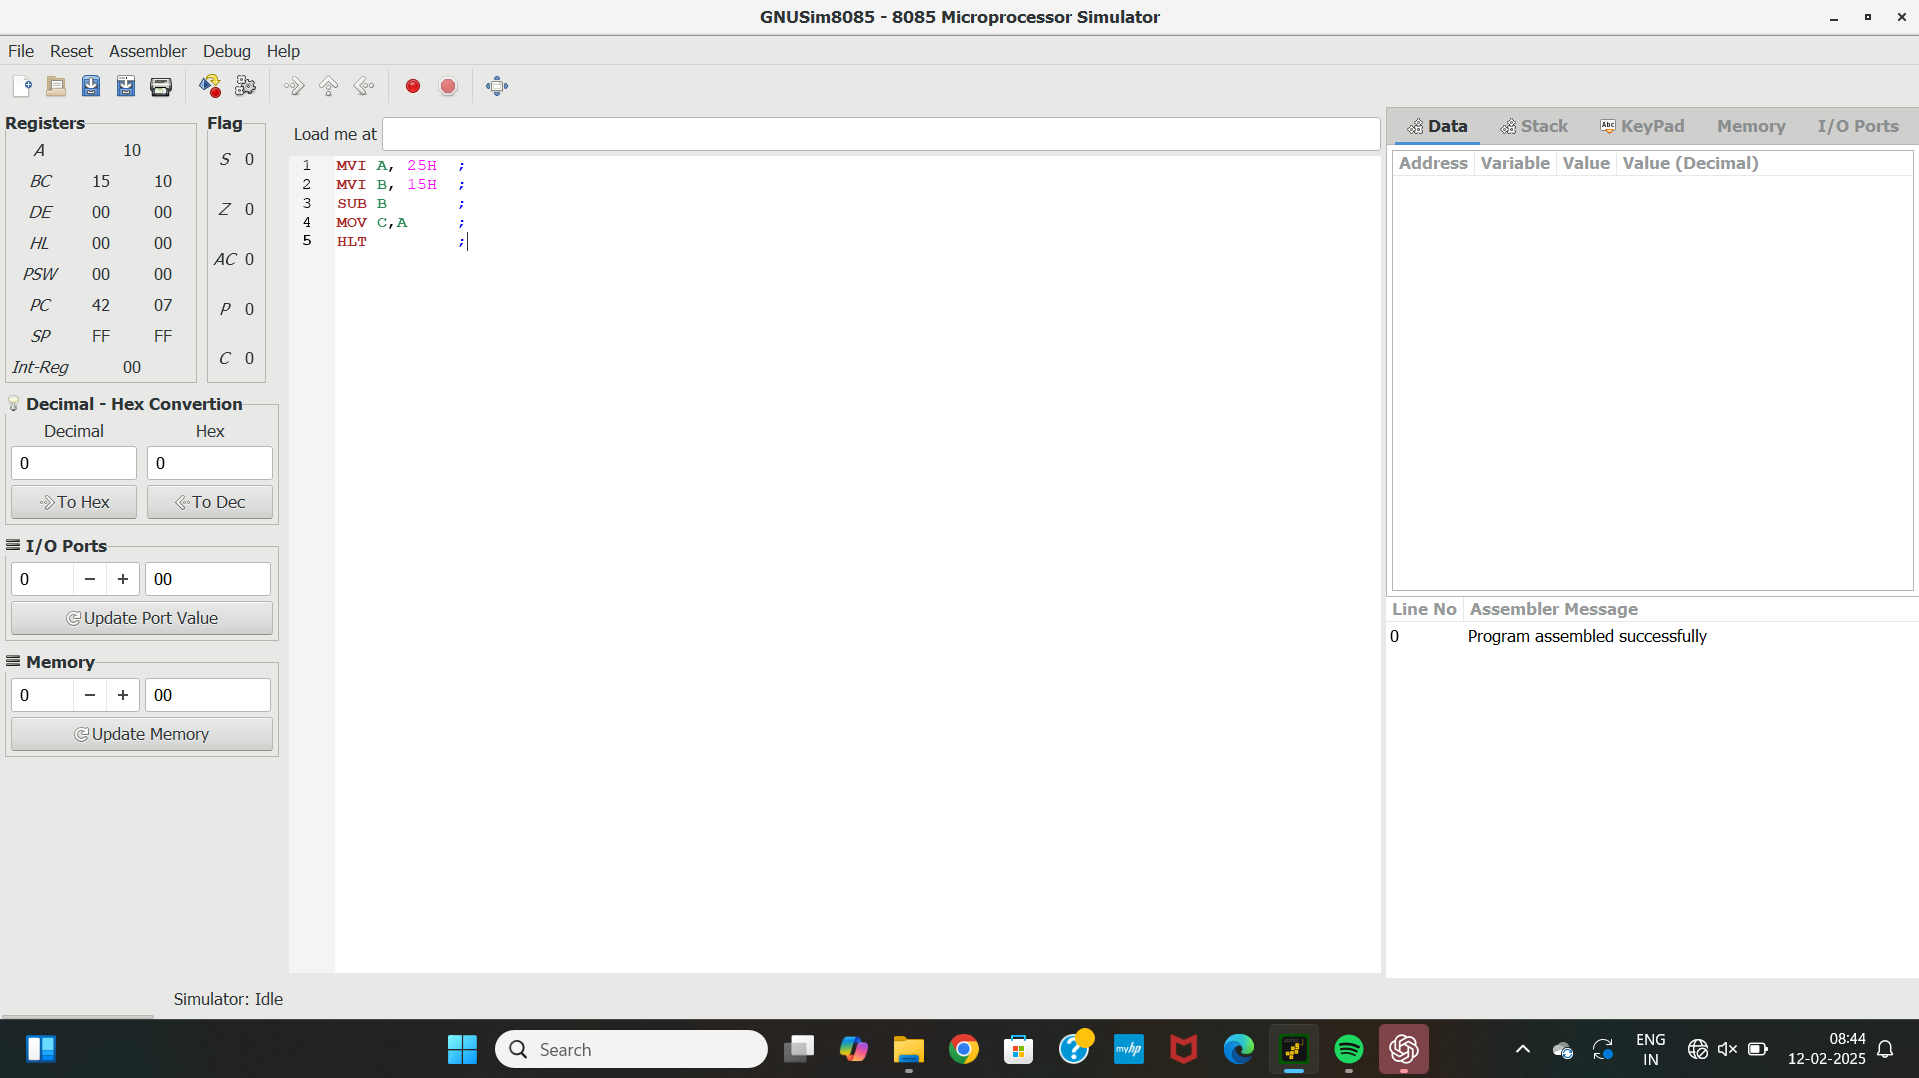 GNUSim8085 - 8085 Microprocessor Simulator
File Reset Assembler Debug Help
Registers
A 10
BC 15 10
DE 00 00
HL 00 00
PSW 00 00
PC 42 07
SP FF FF
Int-Reg 00
Flag
S 0
Z 0
AC 0
P 0
C 0
Decimal - Hex Convertion
Decimal Hex
0 0
To Hex To Dec
I/O Ports
0 − + 00
Update Port Value
Memory
0 − + 00
Update Memory
Load me at
1 MVI A, 25H ;
2 MVI B, 15H ;
3 SUB B ;
4 MOV C,A ;
5 HLT ;
Data Stack Abc KeyPad Memory I/O Ports
Address Variable Value Value (Decimal)
Line No Assembler Message
0 Program assembled successfully
Simulator: Idle
Search
myhp
ENG
IN
08:44
12-02-2025